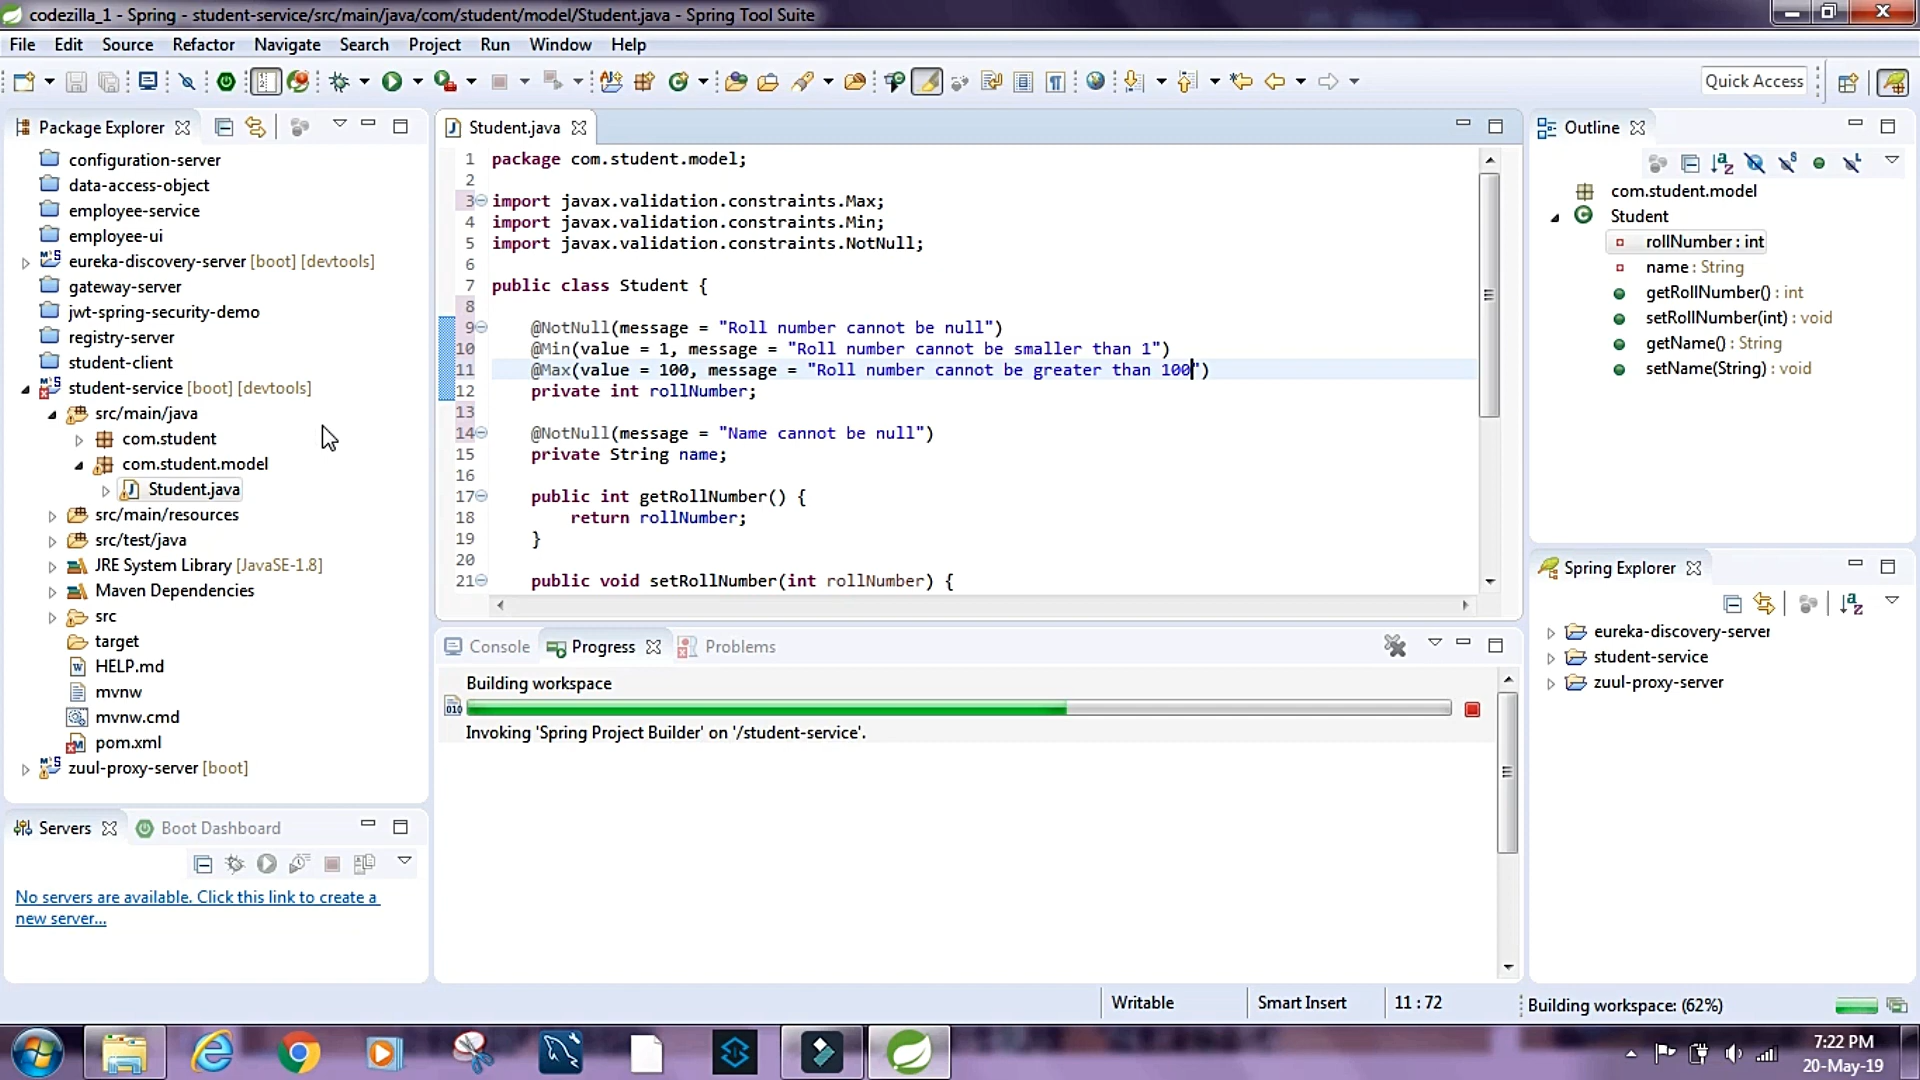 codezilla_1 - Spring - student-service/src/main/java/com/student/model/Student.java - Spring Tool Suite
File Edit Source Refactor Navigate Search Project Run Window Help
Quick Access
Package Explorer
configuration-server
data-access-object
employee-service
employee-ui
eureka-discovery-server [boot] [devtools]
gateway-server
jwt-spring-security-demo
registry-server
student-client
student-service [boot] [devtools]
src/main/java
com.student
com.student.model
Student.java
src/main/resources
src/test/java
JRE System Library [JavaSE-1.8]
Maven Dependencies
src
target
HELP.md
mvnw
mvnw.cmd
pom.xml
zuul-proxy-server [boot]
Servers Boot Dashboard
No servers are available. Click this link to create a
new server...
Student.java
1 package com.student.model;
2
3 import javax.validation.constraints.Max;
4 import javax.validation.constraints.Min;
5 import javax.validation.constraints.NotNull;
6
7 public class Student {
8
9 @NotNull(message = "Roll number cannot be null")
10 @Min(value = 1, message = "Roll number cannot be smaller than 1")
11 @Max(value = 100, message = "Roll number cannot be greater than 100")
12 private int rollNumber;
13
14 @NotNull(message = "Name cannot be null")
15 private String name;
16
17 public int getRollNumber() {
18 return rollNumber;
19 }
20
21 public void setRollNumber(int rollNumber) {
Console Progress Problems
Building workspace
010
Invoking 'Spring Project Builder' on '/student-service'.
Outline
com.student.model
Student
rollNumber : int
name : String
getRollNumber() : int
setRollNumber(int) : void
getName() : String
setName(String) : void
Spring Explorer
eureka-discovery-server
student-service
zuul-proxy-server
Writable Smart Insert 11 : 72 Building workspace: (62%)
7:22 PM
20-May-19